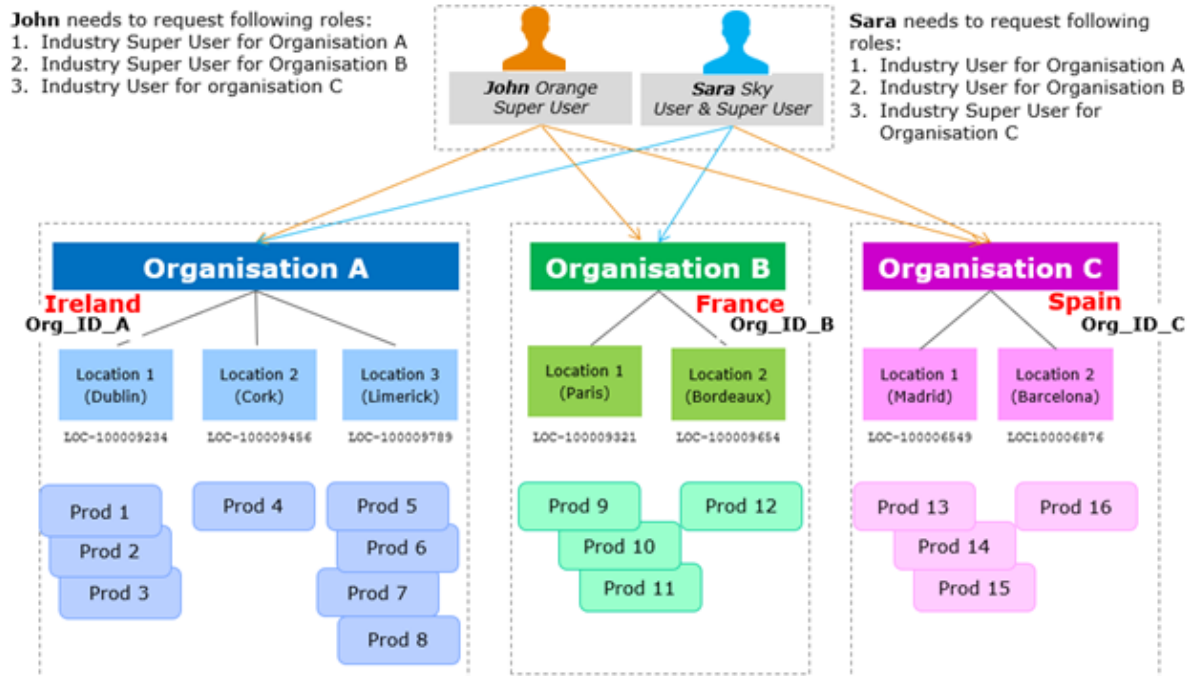 John needs to request following roles:
1. Industry Super User for Organisation A
2. Industry Super User for Organisation B
3. Industry User for organisation C
John Orange
Super User
Sara Sky
User & Super User
Sara needs to request following
roles:
1. Industry User for Organisation A
2. Industry User for Organisation B
3. Industry Super User for
Organisation C
Organisation A
Ireland
Org_ID_A
Location 1
(Dublin)
LOC-100009234
Location 2
(Cork)
LOC-100009456
Location 3
(Limerick)
LOC-100009789
Prod 1
Prod 2
Prod 3
Prod 4
Prod 5
Prod 6
Prod 7
Prod 8
Organisation B
France
Org_ID_B
Location 1
(Paris)
LOC-100009321
Location 2
(Bordeaux)
LOC-100009654
Prod 9
Prod 10
Prod 11
Prod 12
Organisation C
Spain
Org_ID_C
Location 1
(Madrid)
LOC-100006549
Location 2
(Barcelona)
LOC100006876
Prod 13
Prod 14
Prod 15
Prod 16